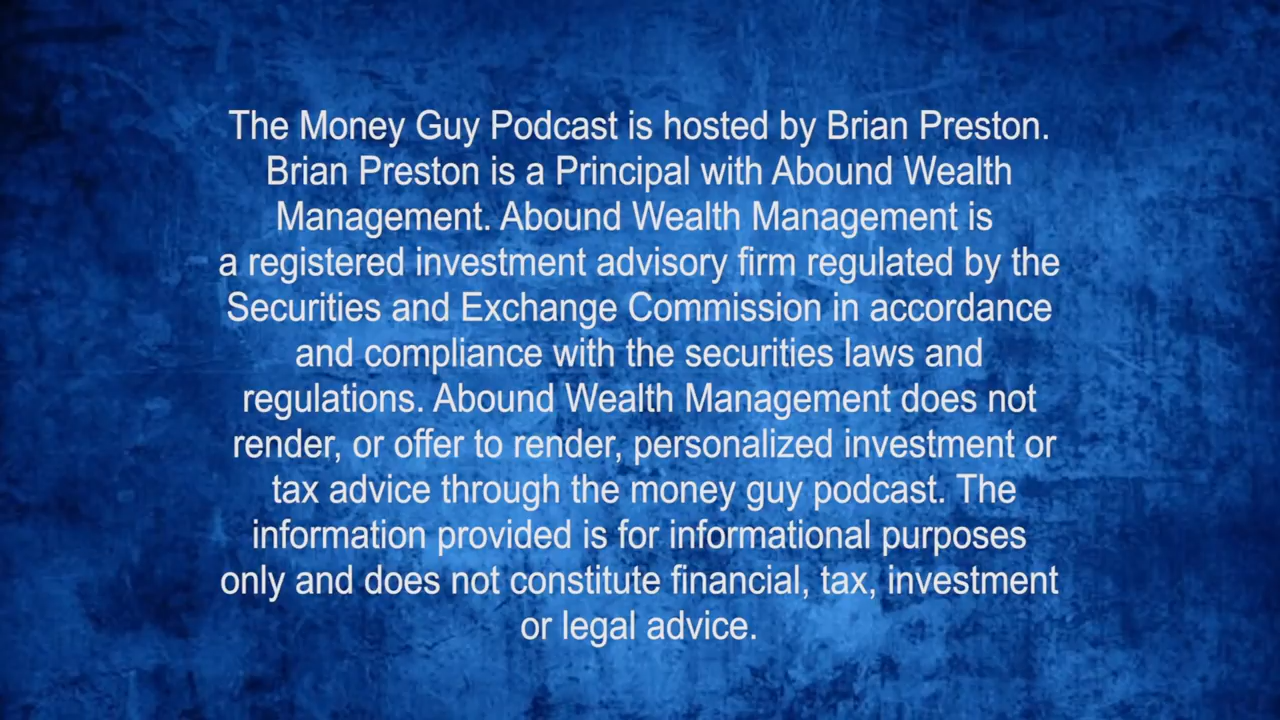 The Money Guy Podcast is hosted by Brian Preston.
Brian Preston is a Principal with Abound Wealth
Management. Abound Wealth Management is
a registered investment advisory firm regulated by the
Securities and Exchange Commission in accordance
and compliance with the securities laws and
regulations. Abound Wealth Management does not
render, or offer to render, personalized investment or
tax advice through the money guy podcast. The
information provided is for informational purposes
only and does not constitute financial, tax, investment
or legal advice.